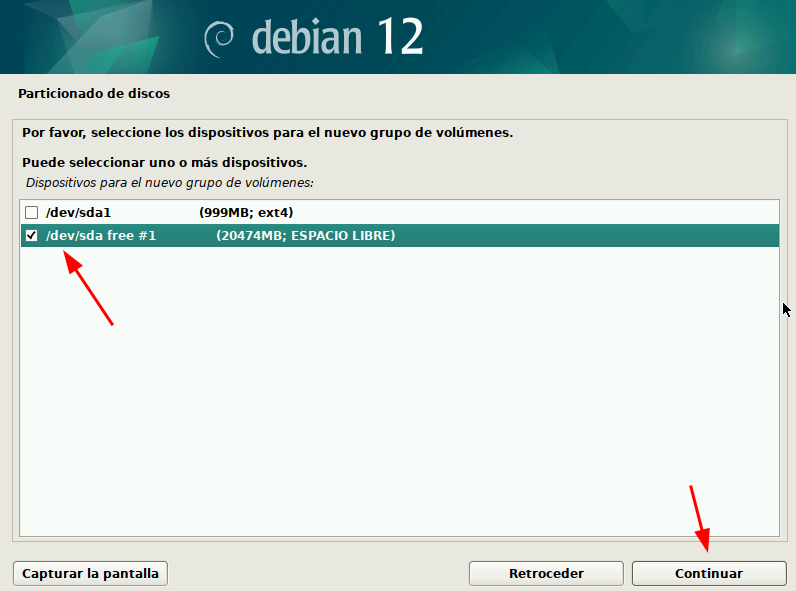 debian 12
Particionado de discos
Por favor, seleccione los dispositivos para el nuevo grupo de volúmenes.
Puede seleccionar uno o más dispositivos.
Dispositivos para el nuevo grupo de volúmenes:
/dev/sda1 (999MB; ext4)
/dev/sda free #1 (20474MB; ESPACIO LIBRE)
Capturar la pantalla Retroceder Continuar